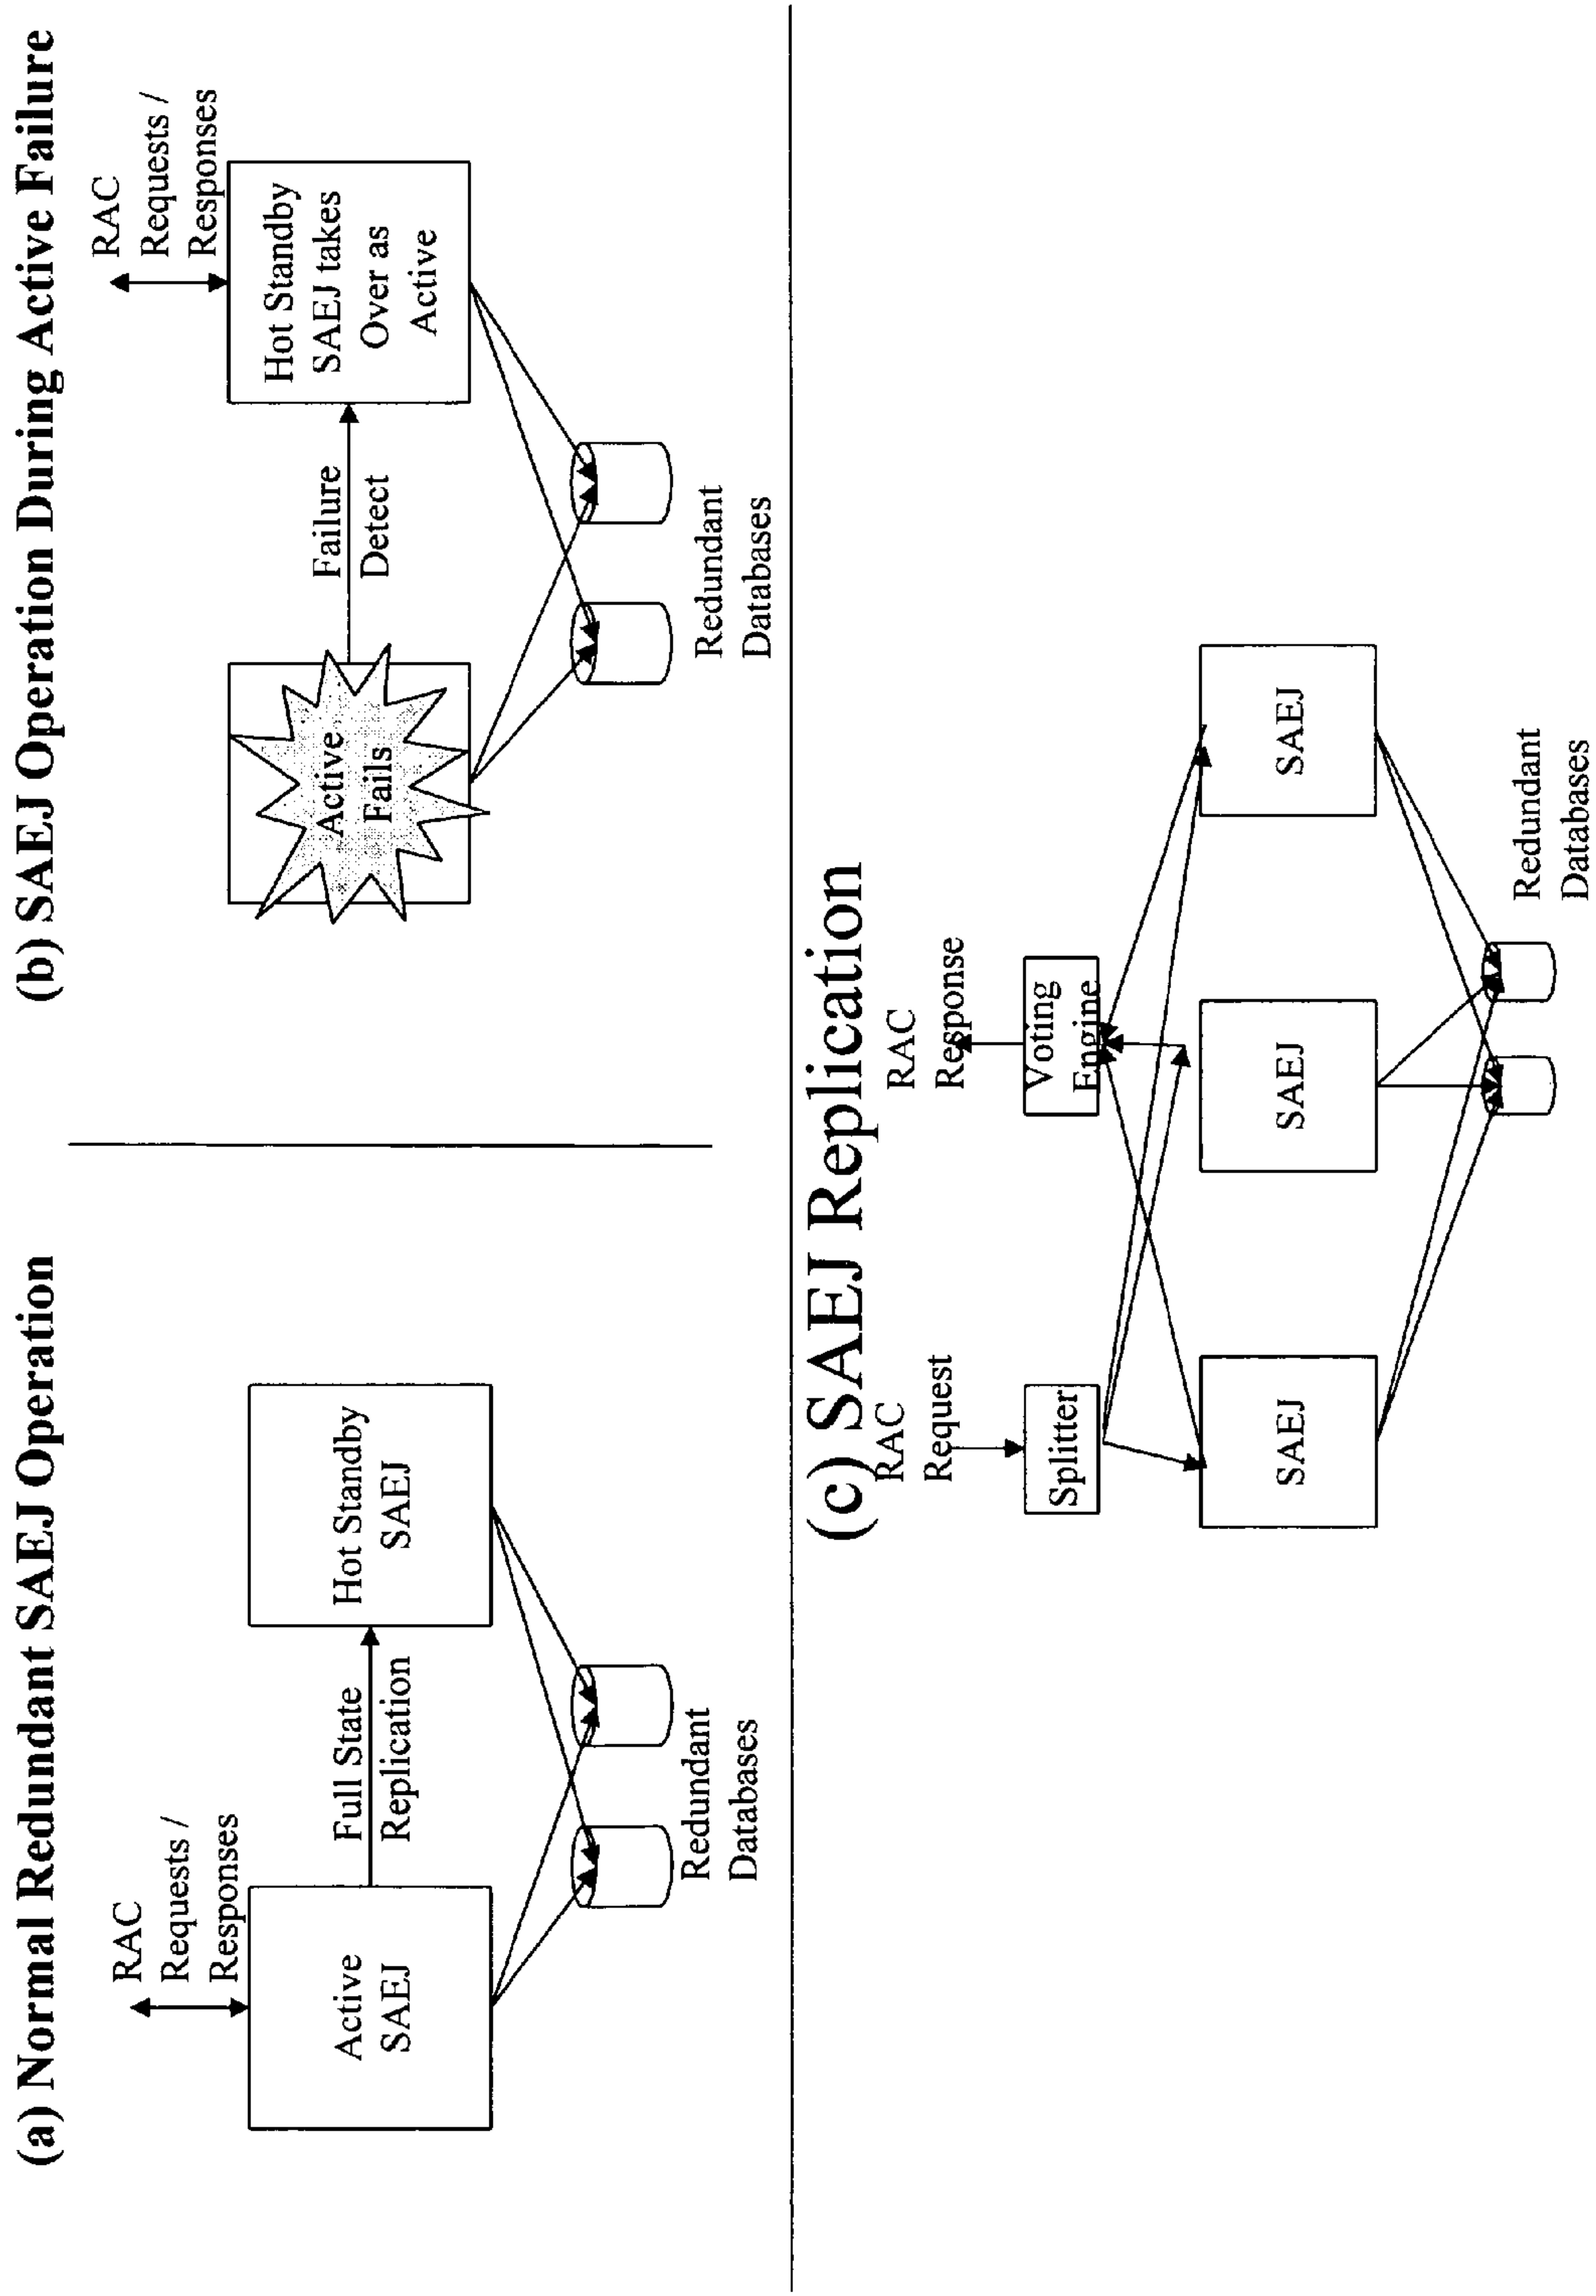 (a) Normal Redundant SAEJ Operation
RAC
Requests /
Responses
Active
SAEJ
Full State
Replication
Hot Standby
SAEJ
Redundant
Databases
(b) SAEJ Operation During Active Failure
Active
Fails
Failure
Detect
RAC
Requests /
Responses
Hot Standby
SAEJ takes
Over as
Active
Redundant
Databases
(c) SAEJ Replication
RAC
Request
Splitter
RAC
Response
Voting
Engine
SAEJ
SAEJ
SAEJ
Redundant
Databases